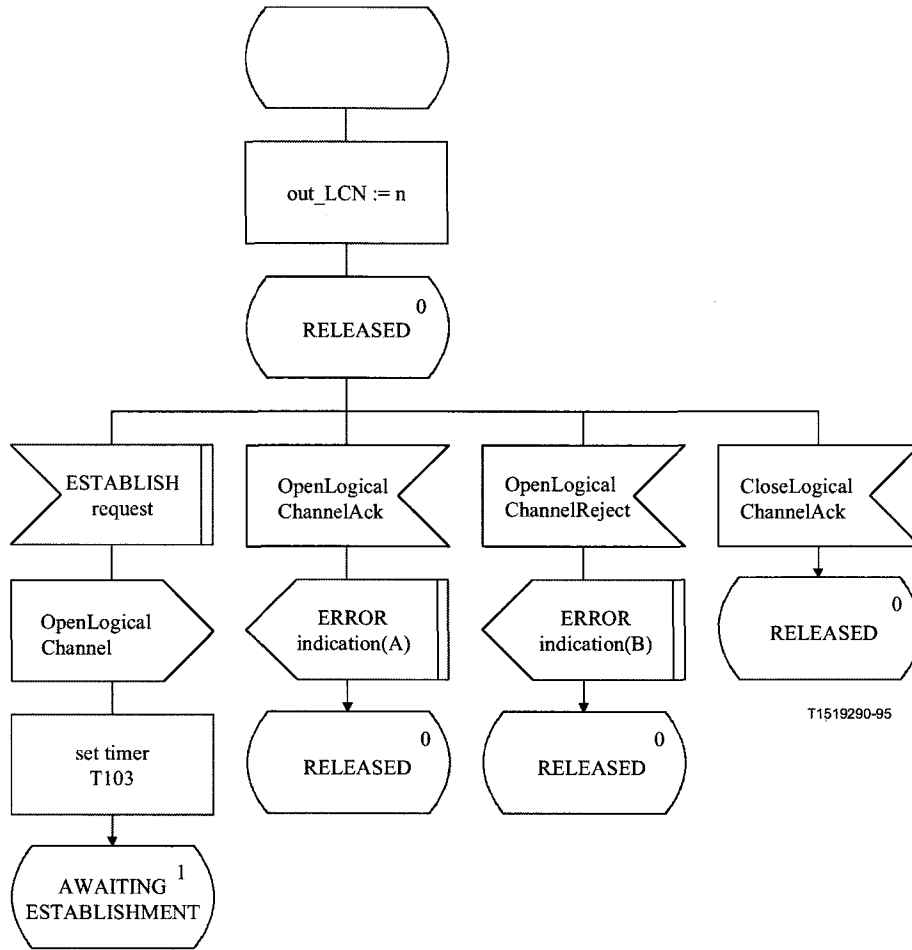 out_LCN := n
0
RELEASED
ESTABLISH
request
OpenLogical
ChannelAck
OpenLogical
ChannelReject
CloseLogical
ChannelAck
OpenLogical
Channel
ERROR
indication(A)
ERROR
indication(B)
0
RELEASED
T1519290-95
set timer
T103
0
RELEASED
0
RELEASED
1
AWAITING
ESTABLISHMENT